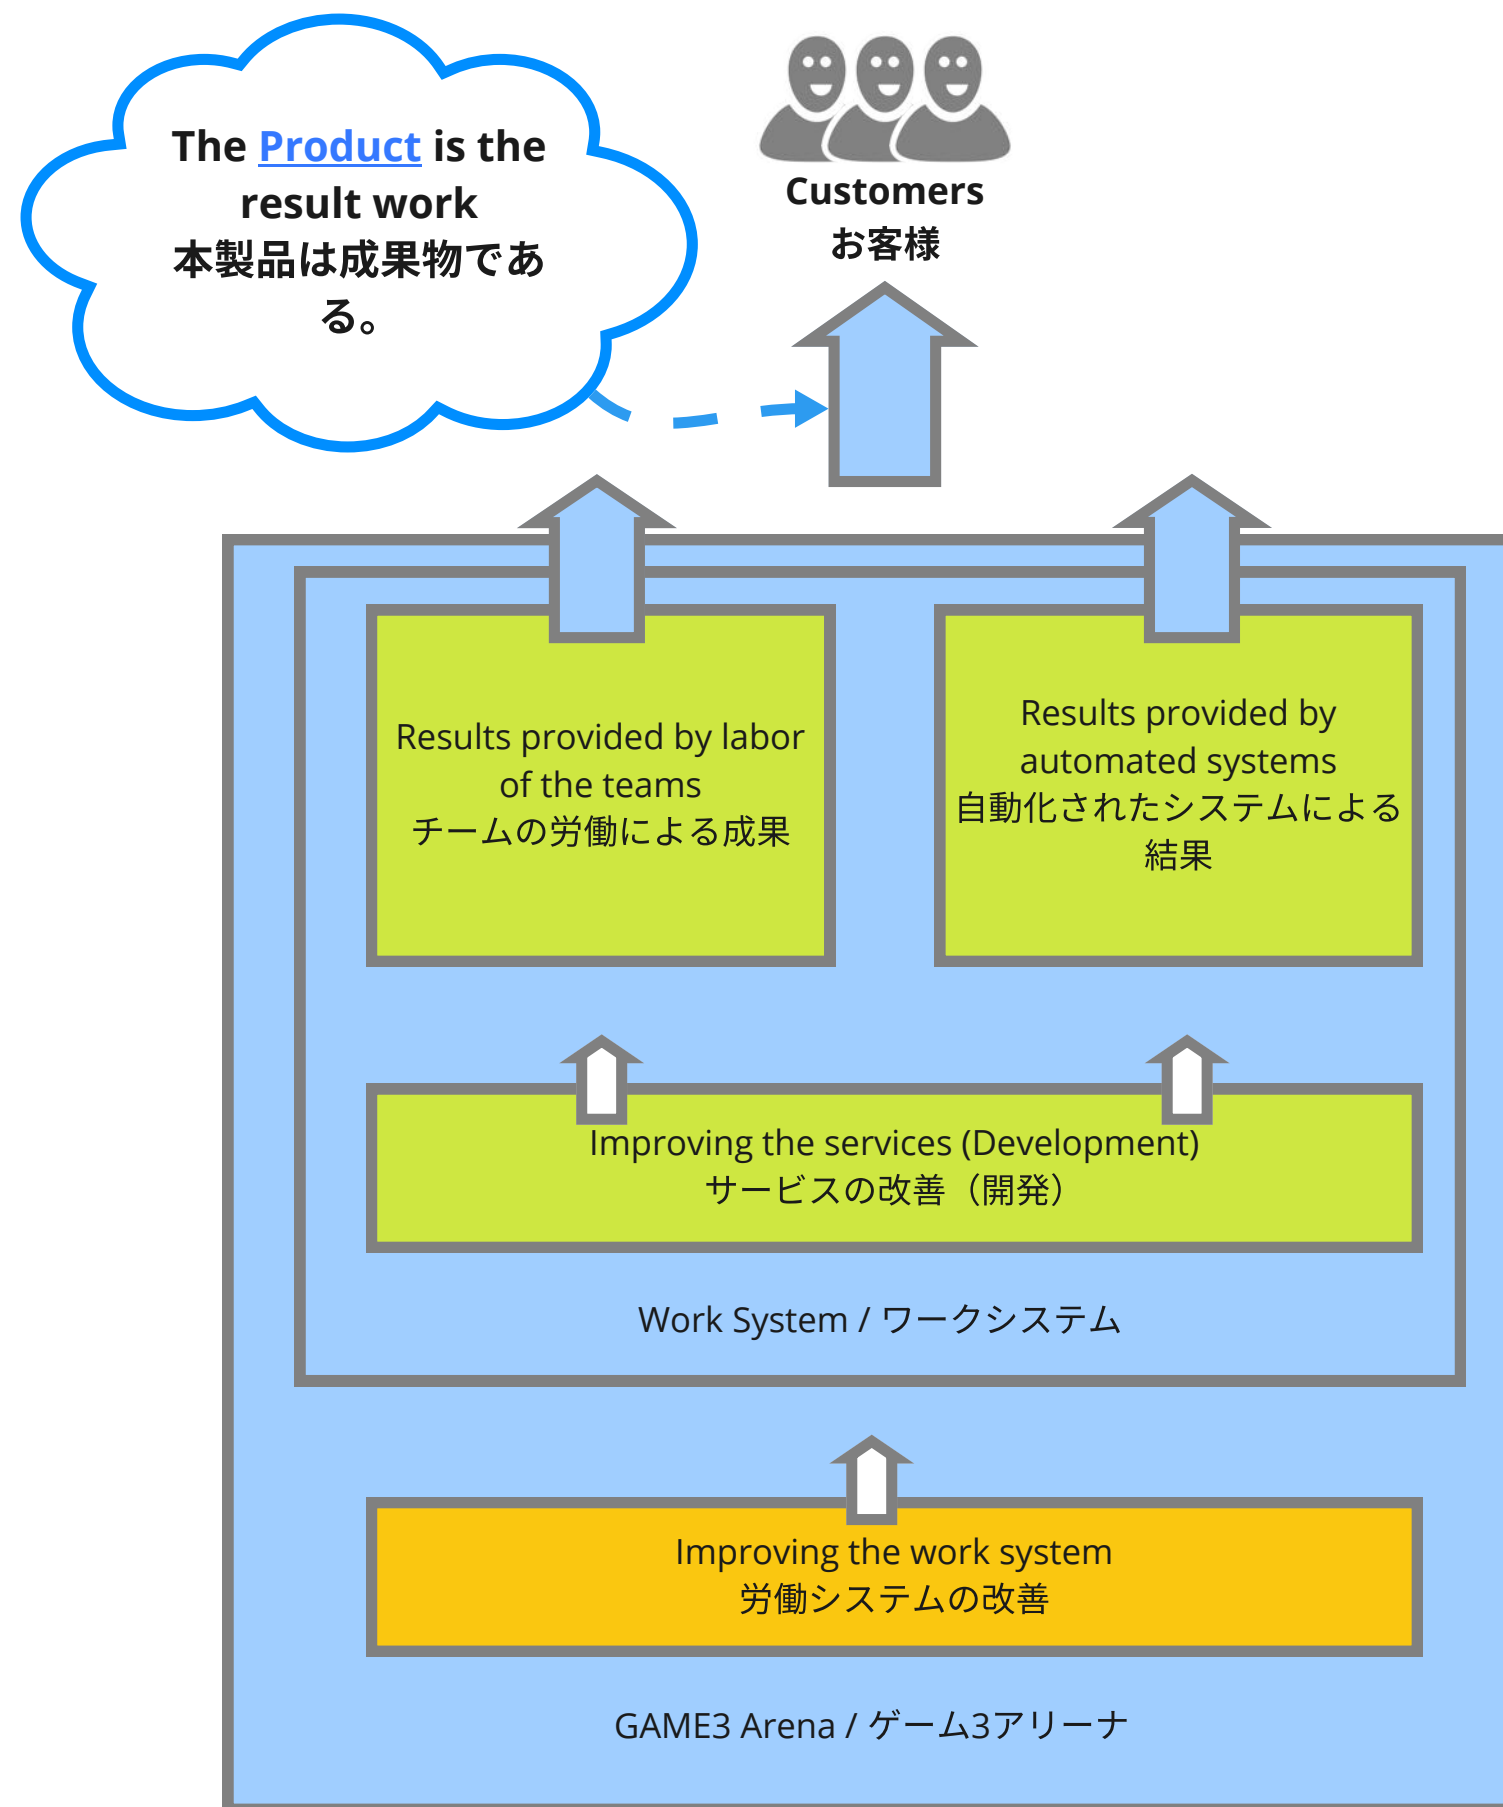 The Product is the
result work
本製品は成果物であ
る。
Customers
お客様
Results provided by labor
of the teams
チームの労働による成果
Results provided by
automated systems
自動化されたシステムによる
結果
Improving the services (Development)
サービスの改善（開発）
Work System / ワークシステム
Improving the work system
労働システムの改善
GAME3 Arena / ゲーム3アリーナ